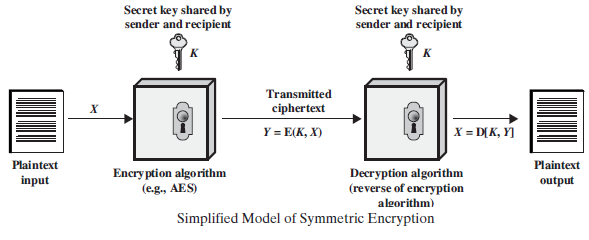 Secret key shared by
sender and recipient
K
Secret key shared by
sender and recipient
K
X
Transmitted
ciphertext
Y = E(K, X)
X = D[K, Y]
Plaintext
input
Encryption algorithm
(e.g., AES)
Decryption algorithm
(reverse of encryption
algorithm)
Plaintext
output
Simplified Model of Symmetric Encryption